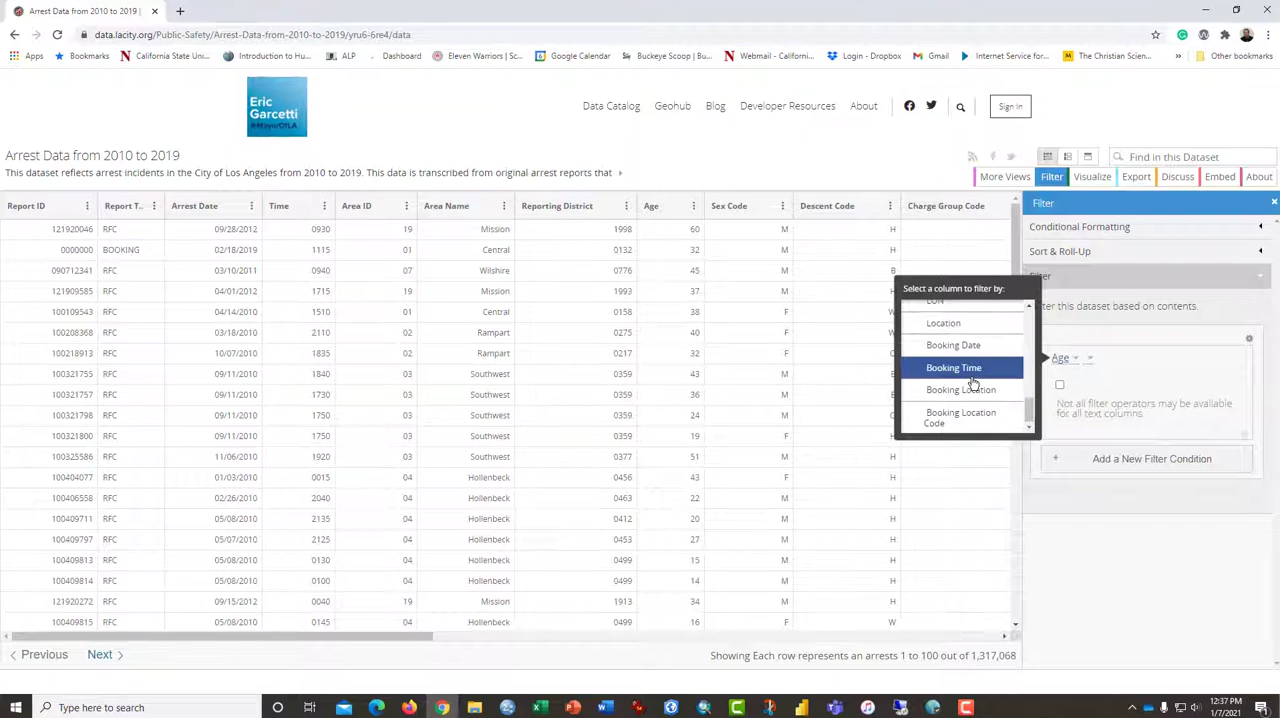 Arrest Data from 2010 to 2019 |
data.lacity.org/Public-Safety/Arrest-Data-from-2010-to-2019/yru6-6re4/data
Apps Bookmarks California State Uni... Introduction to Hu... ALP Dashboard Eleven Warriors | Sc... Google Calendar Buckeye Scoop | Bu... Webmail - Californi... Login - Dropbox Gmail Internet Service for... The Christian Scien... » Other bookmarks
Eric
Garcetti
#MayorOfLA
Data Catalog Geohub Blog Developer Resources About Sign In
Arrest Data from 2010 to 2019
Find in this Dataset
This dataset reflects arrest incidents in the City of Los Angeles from 2010 to 2019. This data is transcribed from original arrest reports that
More Views Filter Visualize Export Discuss Embed About
Report ID Report T.. Arrest Date Time Area ID Area Name Reporting District Age Sex Code Descent Code Charge Group Code
121920046 RFC 09/28/2012 0930 19 Mission 1998 60 M H
0000000 BOOKING 02/18/2019 1115 01 Central 0132 32 M H
090712341 RFC 03/10/2011 0940 07 Wilshire 0776 45 M B
121909585 RFC 04/01/2012 1715 19 Mission 1993 37 M
100109543 RFC 04/14/2010 1510 01 Central 0158 38 F
100208368 RFC 03/18/2010 2110 02 Rampart 0275 40 F
100218913 RFC 10/07/2010 1835 02 Rampart 0217 32 F
100321755 RFC 09/11/2010 1840 03 Southwest 0359 43 M
100321757 RFC 09/11/2010 1730 03 Southwest 0359 36 M
100321798 RFC 09/11/2010 1740 03 Southwest 0359 24 M
100321800 RFC 09/11/2010 1750 03 Southwest 0359 19 F H
100325586 RFC 11/06/2010 1920 03 Southwest 0377 51 M H
100404077 RFC 01/03/2010 0015 04 Hollenbeck 0456 43 F H
100406558 RFC 02/26/2010 2040 04 Hollenbeck 0463 22 M H
100409711 RFC 05/08/2010 2135 04 Hollenbeck 0412 20 M H
100409797 RFC 05/07/2010 2125 04 Hollenbeck 0453 27 M H
100409813 RFC 05/08/2010 0130 04 Hollenbeck 0499 15 M H
100409814 RFC 05/08/2010 0100 04 Hollenbeck 0499 14 M H
121920272 RFC 09/15/2012 0040 19 Mission 1913 34 M H
100409815 RFC 05/08/2010 0145 04 Hollenbeck 0499 16 F W
Select a column to filter by:
LON
Location
Booking Date
Booking Time
Booking Location
Booking Location
Code
Filter
Conditional Formatting
Sort & Roll-Up
Age
Not all filter operators may be available
for all text columns.
+ Add a New Filter Condition
Previous Next
Showing Each row represents an arrests 1 to 100 out of 1,317,068
Type here to search
12:37 PM
1/7/2021